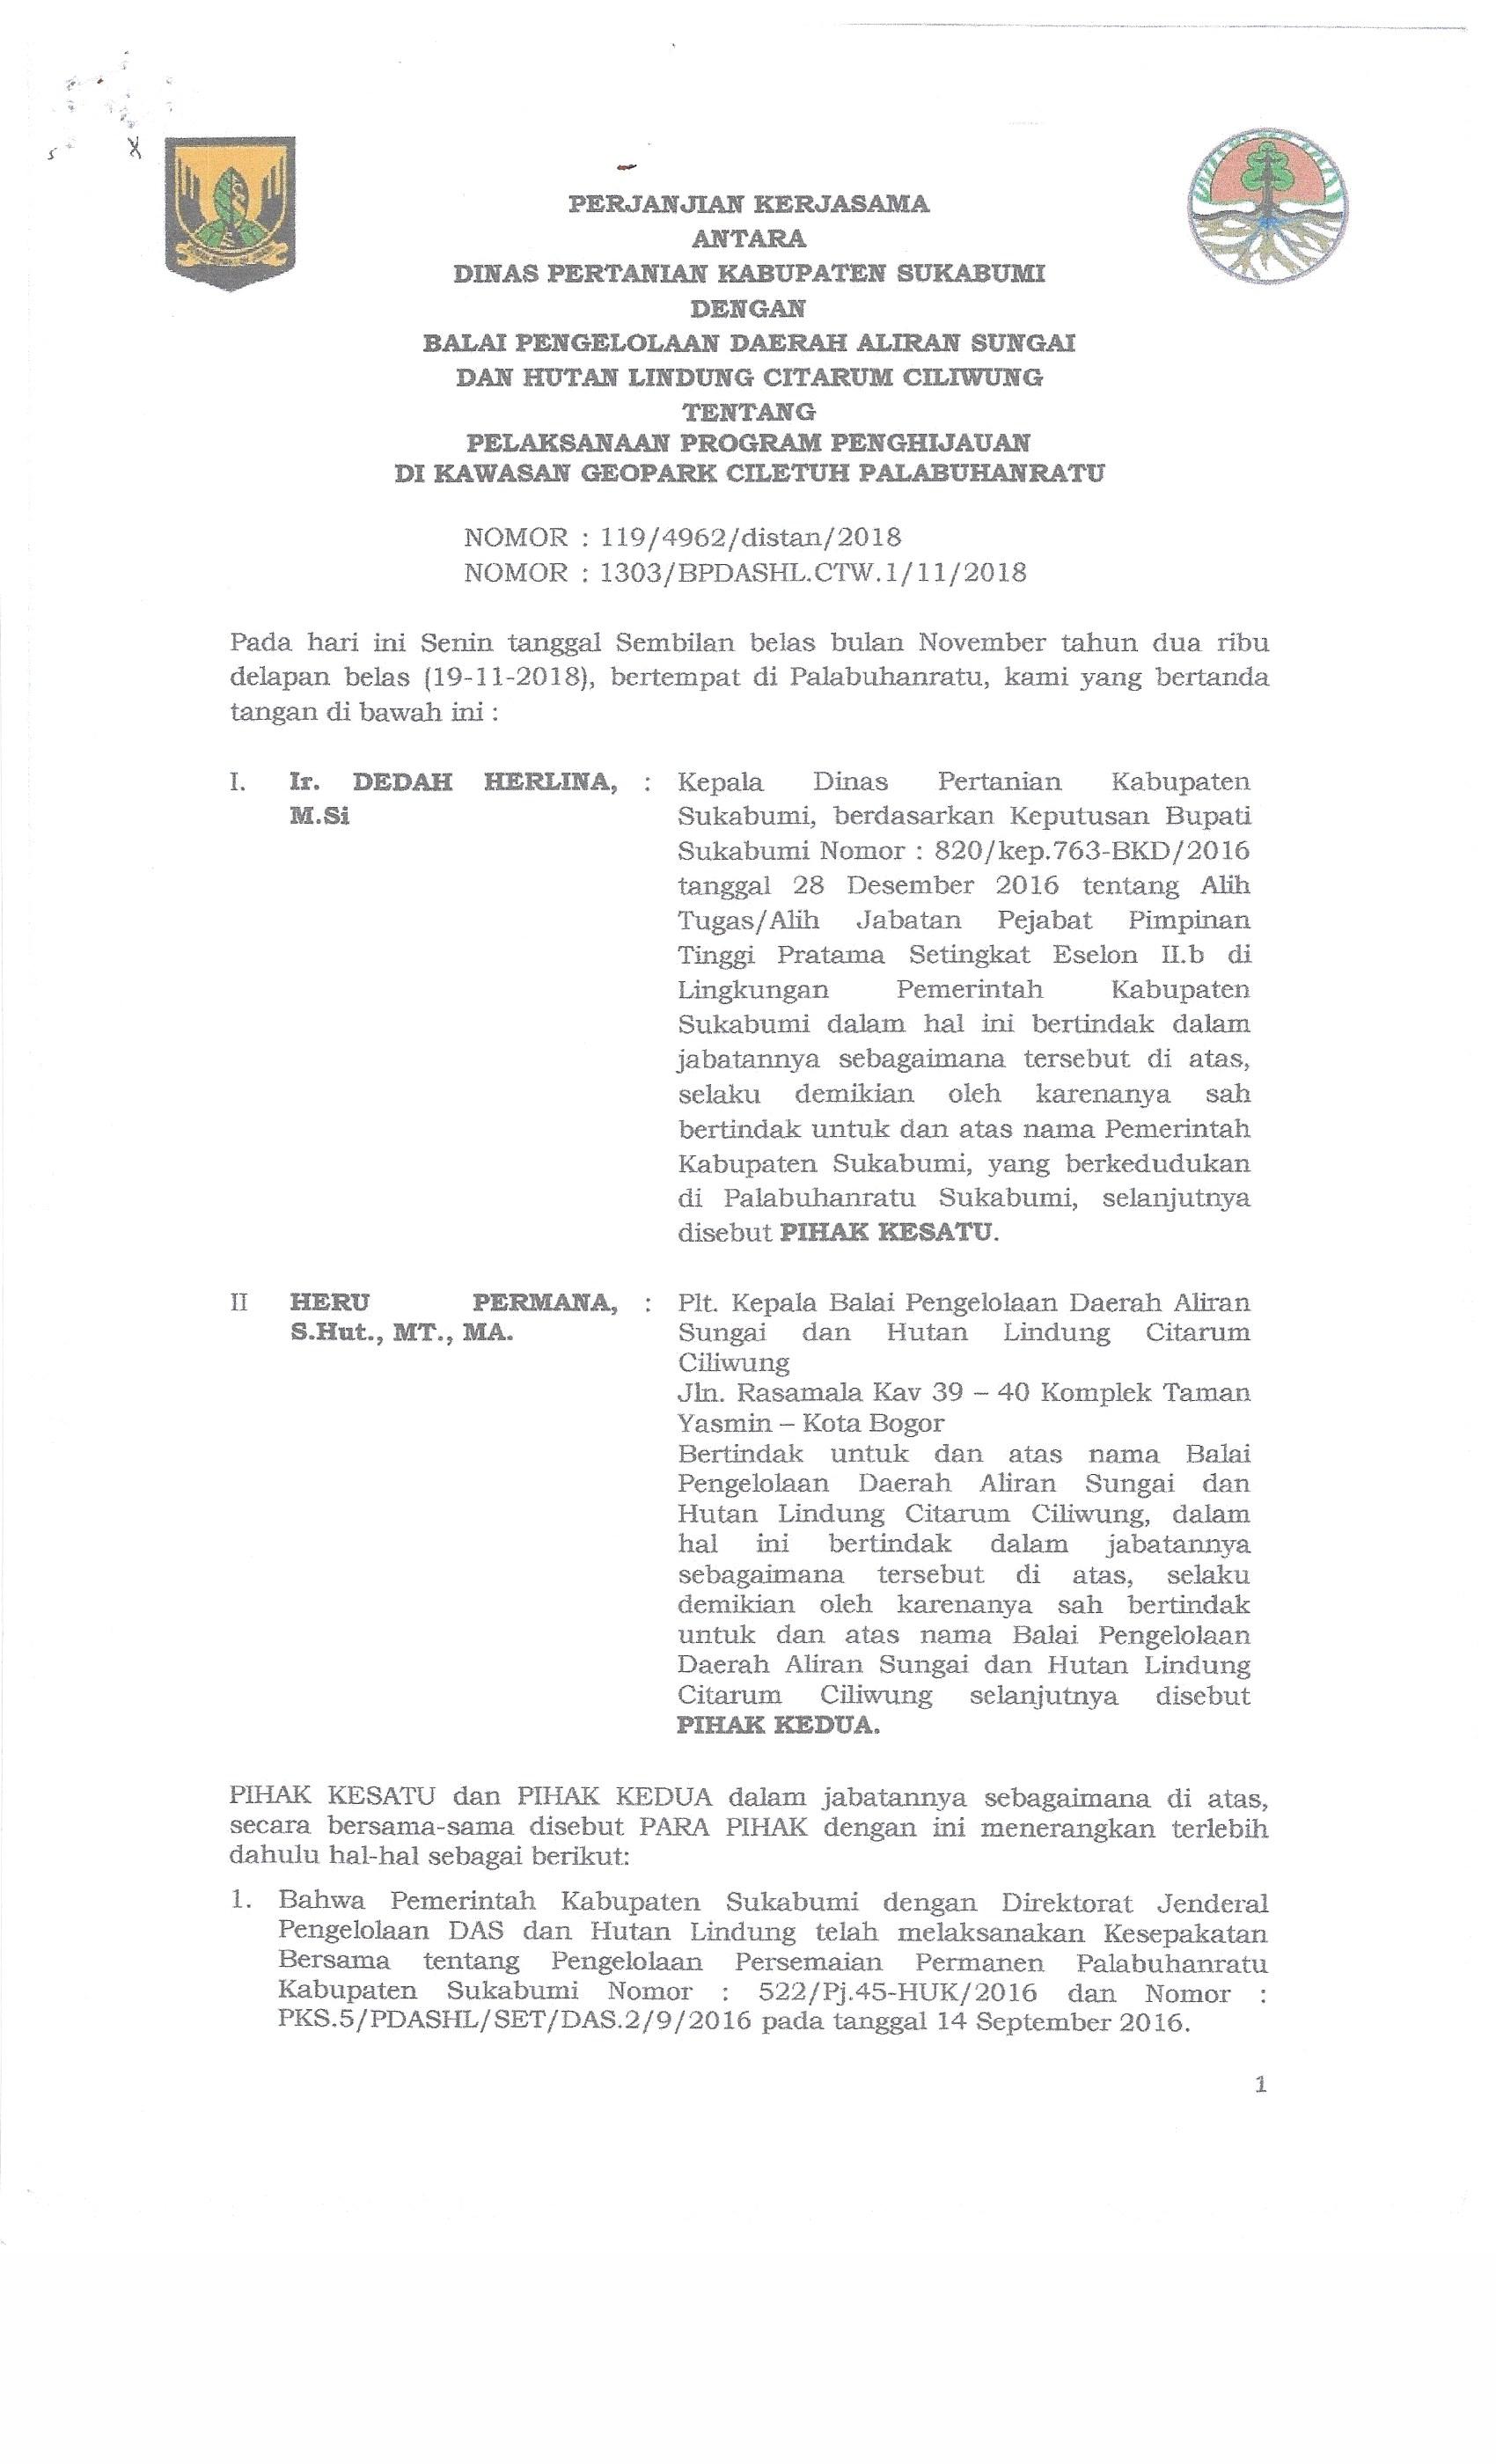 PERJANJIAN KERJASAMA
ANTARA
DINAS PERTANIAN KABUPATEN SUKABUMI
DENGAN
BALAI PENGELOLAAN DAERAH ALIRAN SUNGAI
DAN HUTAN LINDUNG CITARUM CILIWUNG
TENTANG
PELAKSANAAN PROGRAM PENGHIJAUAN
DI KAWASAN GEOPARK CILETUH PALABUHANRATU
NOMOR : 119/4962/distan/2018
NOMOR : 1303/BPDASHL.CTW.1/11/2018
Pada hari ini Senin tanggal Sembilan belas bulan November tahun dua ribu
delapan belas (19-11-2018), bertempat di Palabuhanratu, kami yang bertanda
tangan di bawah ini :
I. Ir. DEDAH HERLINA, : Kepala Dinas Pertanian Kabupaten
M.Si Sukabumi, berdasarkan Keputusan Bupati
Sukabumi Nomor : 820/kep.763-BKD/2016
tanggal 28 Desember 2016 tentang Alih
Tugas/Alih Jabatan Pejabat Pimpinan
Tinggi Pratama Setingkat Eselon II.b di
Lingkungan Pemerintah Kabupaten
Sukabumi dalam hal ini bertindak dalam
jabatannya sebagaimana tersebut di atas,
selaku demikian oleh karenanya sah
bertindak untuk dan atas nama Pemerintah
Kabupaten Sukabumi, yang berkedudukan
di Palabuhanratu Sukabumi, selanjutnya
disebut PIHAK KESATU.
II HERU PERMANA, : Plt. Kepala Balai Pengelolaan Daerah Aliran
S.Hut., MT., MA. Sungai dan Hutan Lindung Citarum
Ciliwung
Jln. Rasamala Kav 39 – 40 Komplek Taman
Yasmin – Kota Bogor
Bertindak untuk dan atas nama Balai
Pengelolaan Daerah Aliran Sungai dan
Hutan Lindung Citarum Ciliwung, dalam
hal ini bertindak dalam jabatannya
sebagaimana tersebut di atas, selaku
demikian oleh karenanya sah bertindak
untuk dan atas nama Balai Pengelolaan
Daerah Aliran Sungai dan Hutan Lindung
Citarum Ciliwung selanjutnya disebut
PIHAK KEDUA.
PIHAK KESATU dan PIHAK KEDUA dalam jabatannya sebagaimana di atas,
secara bersama-sama disebut PARA PIHAK dengan ini menerangkan terlebih
dahulu hal-hal sebagai berikut:
1. Bahwa Pemerintah Kabupaten Sukabumi dengan Direktorat Jenderal
Pengelolaan DAS dan Hutan Lindung telah melaksanakan Kesepakatan
Bersama tentang Pengelolaan Persemaian Permanen Palabuhanratu
Kabupaten Sukabumi Nomor : 522/Pj.45-HUK/2016 dan Nomor :
PKS.5/PDASHL/SET/DAS.2/9/2016 pada tanggal 14 September 2016.
1